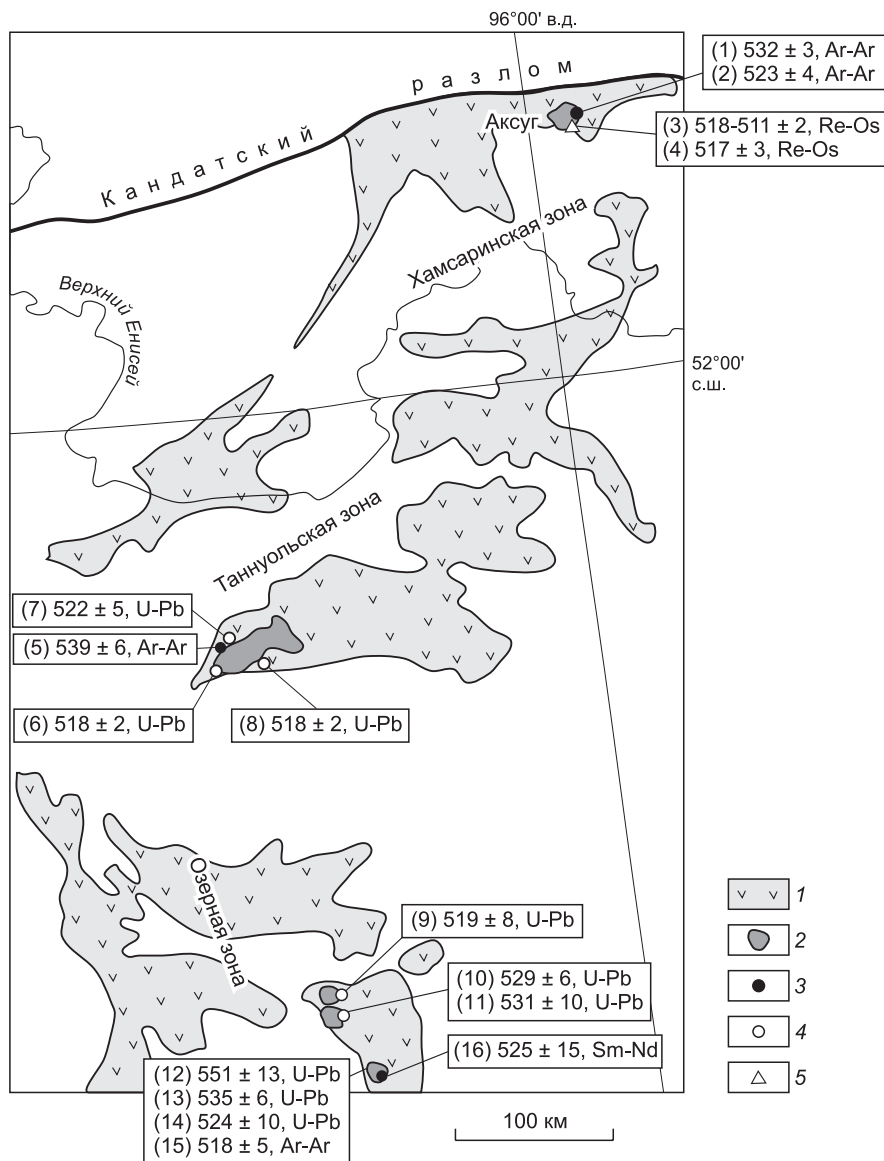 96°00' в.д.
(1) 532 ± 3, Ar-Ar
(2) 523 ± 4, Ar-Ar
Кандатский разлом
Аксуг
(3) 518-511 ± 2, Re-Os
(4) 517 ± 3, Re-Os
Хамсаринская зона
Верхний Енисей
52°00'
с.ш.
Таннуольская зона
(7) 522 ± 5, U-Pb
(5) 539 ± 6, Ar-Ar
(6) 518 ± 2, U-Pb
(8) 518 ± 2, U-Pb
Озерная зона
(9) 519 ± 8, U-Pb
(10) 529 ± 6, U-Pb
(11) 531 ± 10, U-Pb
(16) 525 ± 15, Sm-Nd
(12) 551 ± 13, U-Pb
(13) 535 ± 6, U-Pb
(14) 524 ± 10, U-Pb
(15) 518 ± 5, Ar-Ar
100 км
1
2
3
4
5